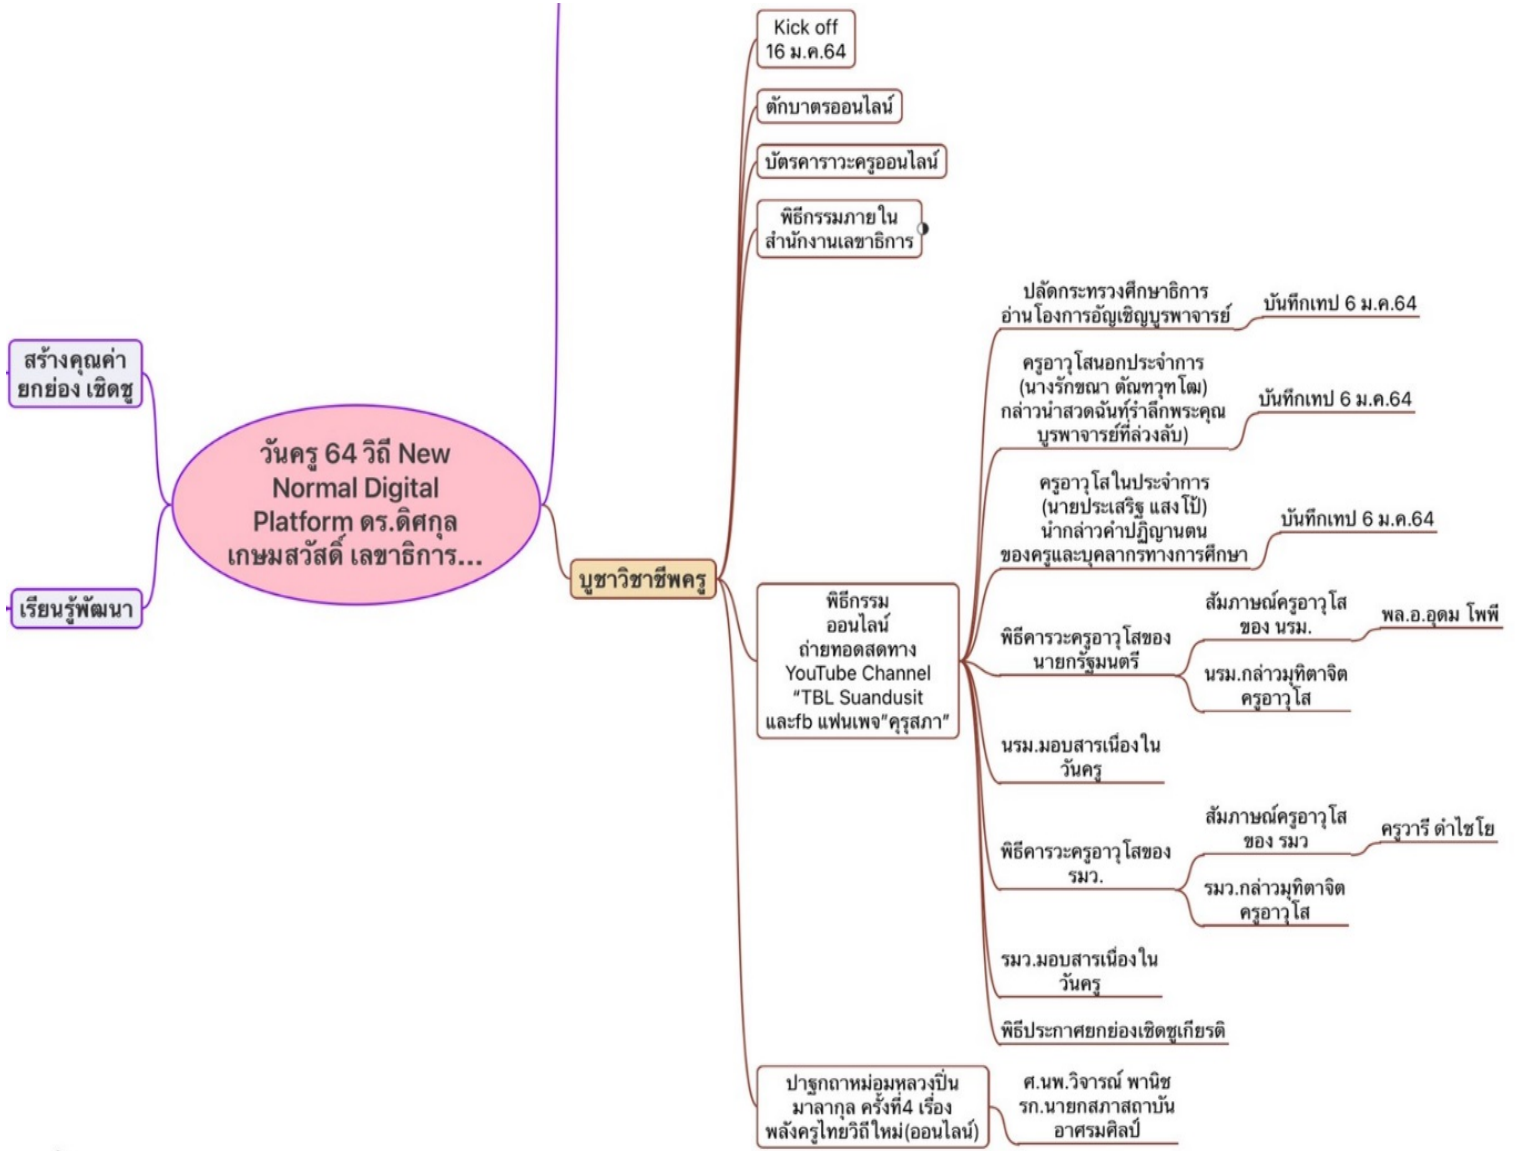 สร้างคุณค่า
ยกย่อง เชิดชู
เรียนรู้พัฒนา
วันครู 64 วิถี New
Normal Digital
Platform ดร.ดิศกุล
เกษมสวัสดิ์ เลขาธิการ...
บูชาวิชาชีพครู
Kick off
16 ม.ค.64
ตักบาตรออนไลน์
บัตรคาราวะครูออนไลน์
พิธีกรรมภายใน
สำนักงานเลขาธิการ
พิธีกรรม
ออนไลน์
ถ่ายทอดสดทาง
YouTube Channel
“TBL Suandusit
และfb แฟนเพจ”คุรุสภา”
ปลัดกระทรวงศึกษาธิการ
อ่านโองการอัญเชิญบูรพาจารย์
บันทึกเทป 6 ม.ค.64
ครูอาวุโสนอกประจำการ
(นางรักขณา ตัณฑวุฑโฒ)
กล่าวนำสวดฉันท์รำลึกพระคุณ
บูรพาจารย์ที่ล่วงลับ)
บันทึกเทป 6 ม.ค.64
ครูอาวุโสในประจำการ
(นายประเสริฐ แสงโป้)
นำกล่าวคำปฏิญานตน
ของครูและบุคลากรทางการศึกษา
บันทึกเทป 6 ม.ค.64
พิธีคารวะครูอาวุโสของ
นายกรัฐมนตรี
สัมภาษณ์ครูอาวุโส
ของ นรม.
พล.อ.อุดม โพพี
นรม.กล่าวมุทิตาจิต
ครูอาวุโส
นรม.มอบสารเนื่องใน
วันครู
พิธีคารวะครูอาวุโสของ
รมว.
สัมภาษณ์ครูอาวุโส
ของ รมว
ครูวารี ดำไชโย
รมว.กล่าวมุทิตาจิต
ครูอาวุโส
รมว.มอบสารเนื่องใน
วันครู
พิธีประกาศยกย่องเชิดชูเกียรติ
ปาฐกถาหม่อมหลวงปิ่น
มาลากุล ครั้งที่4 เรื่อง
พลังครูไทยวิถีใหม่(ออนไลน์)
ศ.นพ.วิจารณ์ พานิช
รก.นายกสภาสถาบัน
อาศรมศิลป์